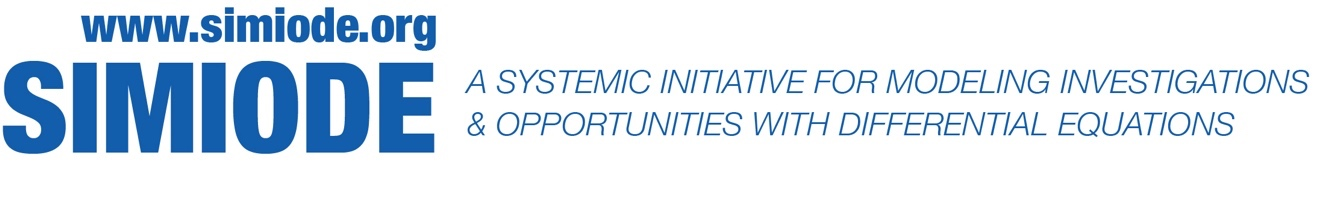 www.simiode.org
SIMIODE
A SYSTEMIC INITIATIVE FOR MODELING INVESTIGATIONS
& OPPORTUNITIES WITH DIFFERENTIAL EQUATIONS